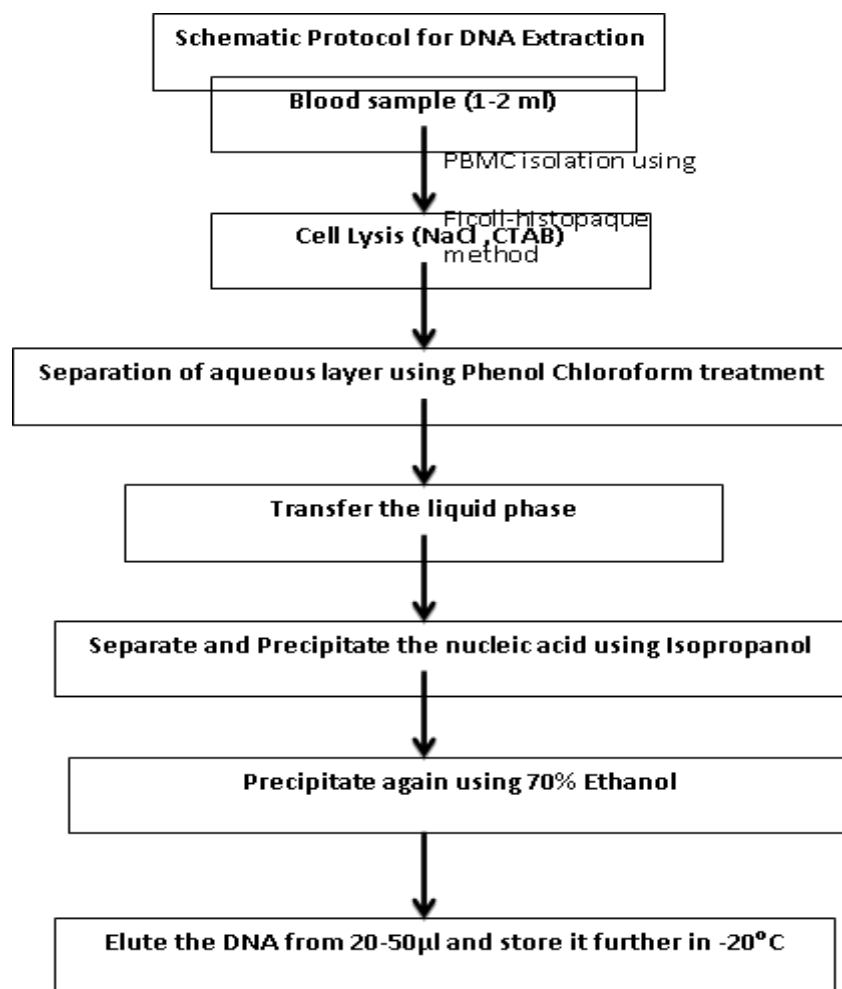 Schematic Protocol for DNA Extraction
Blood sample (1-2 ml)
PBMC isolation using
Ficoll-histopaque
method
Cell Lysis (NaCl ,CTAB)
Separation of aqueous layer using Phenol Chloroform treatment
Transfer the liquid phase
Separate and Precipitate the nucleic acid using Isopropanol
Precipitate again using 70% Ethanol
Elute the DNA from 20-50µl and store it further in -20°C